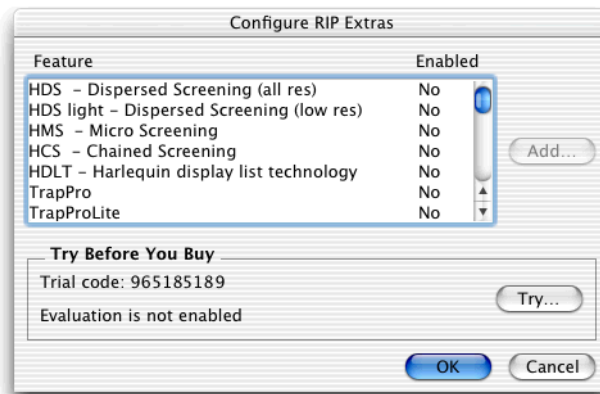 Configure RIP Extras
Feature Enabled
HDS – Dispersed Screening (all res) No
HDS light – Dispersed Screening (low res) No
HMS – Micro Screening No
HCS – Chained Screening No
HDLT – Harlequin display list technology No
TrapPro No
TrapProLite No
Add...
Try Before You Buy
Trial code: 965185189
Try...
Evaluation is not enabled
OK Cancel